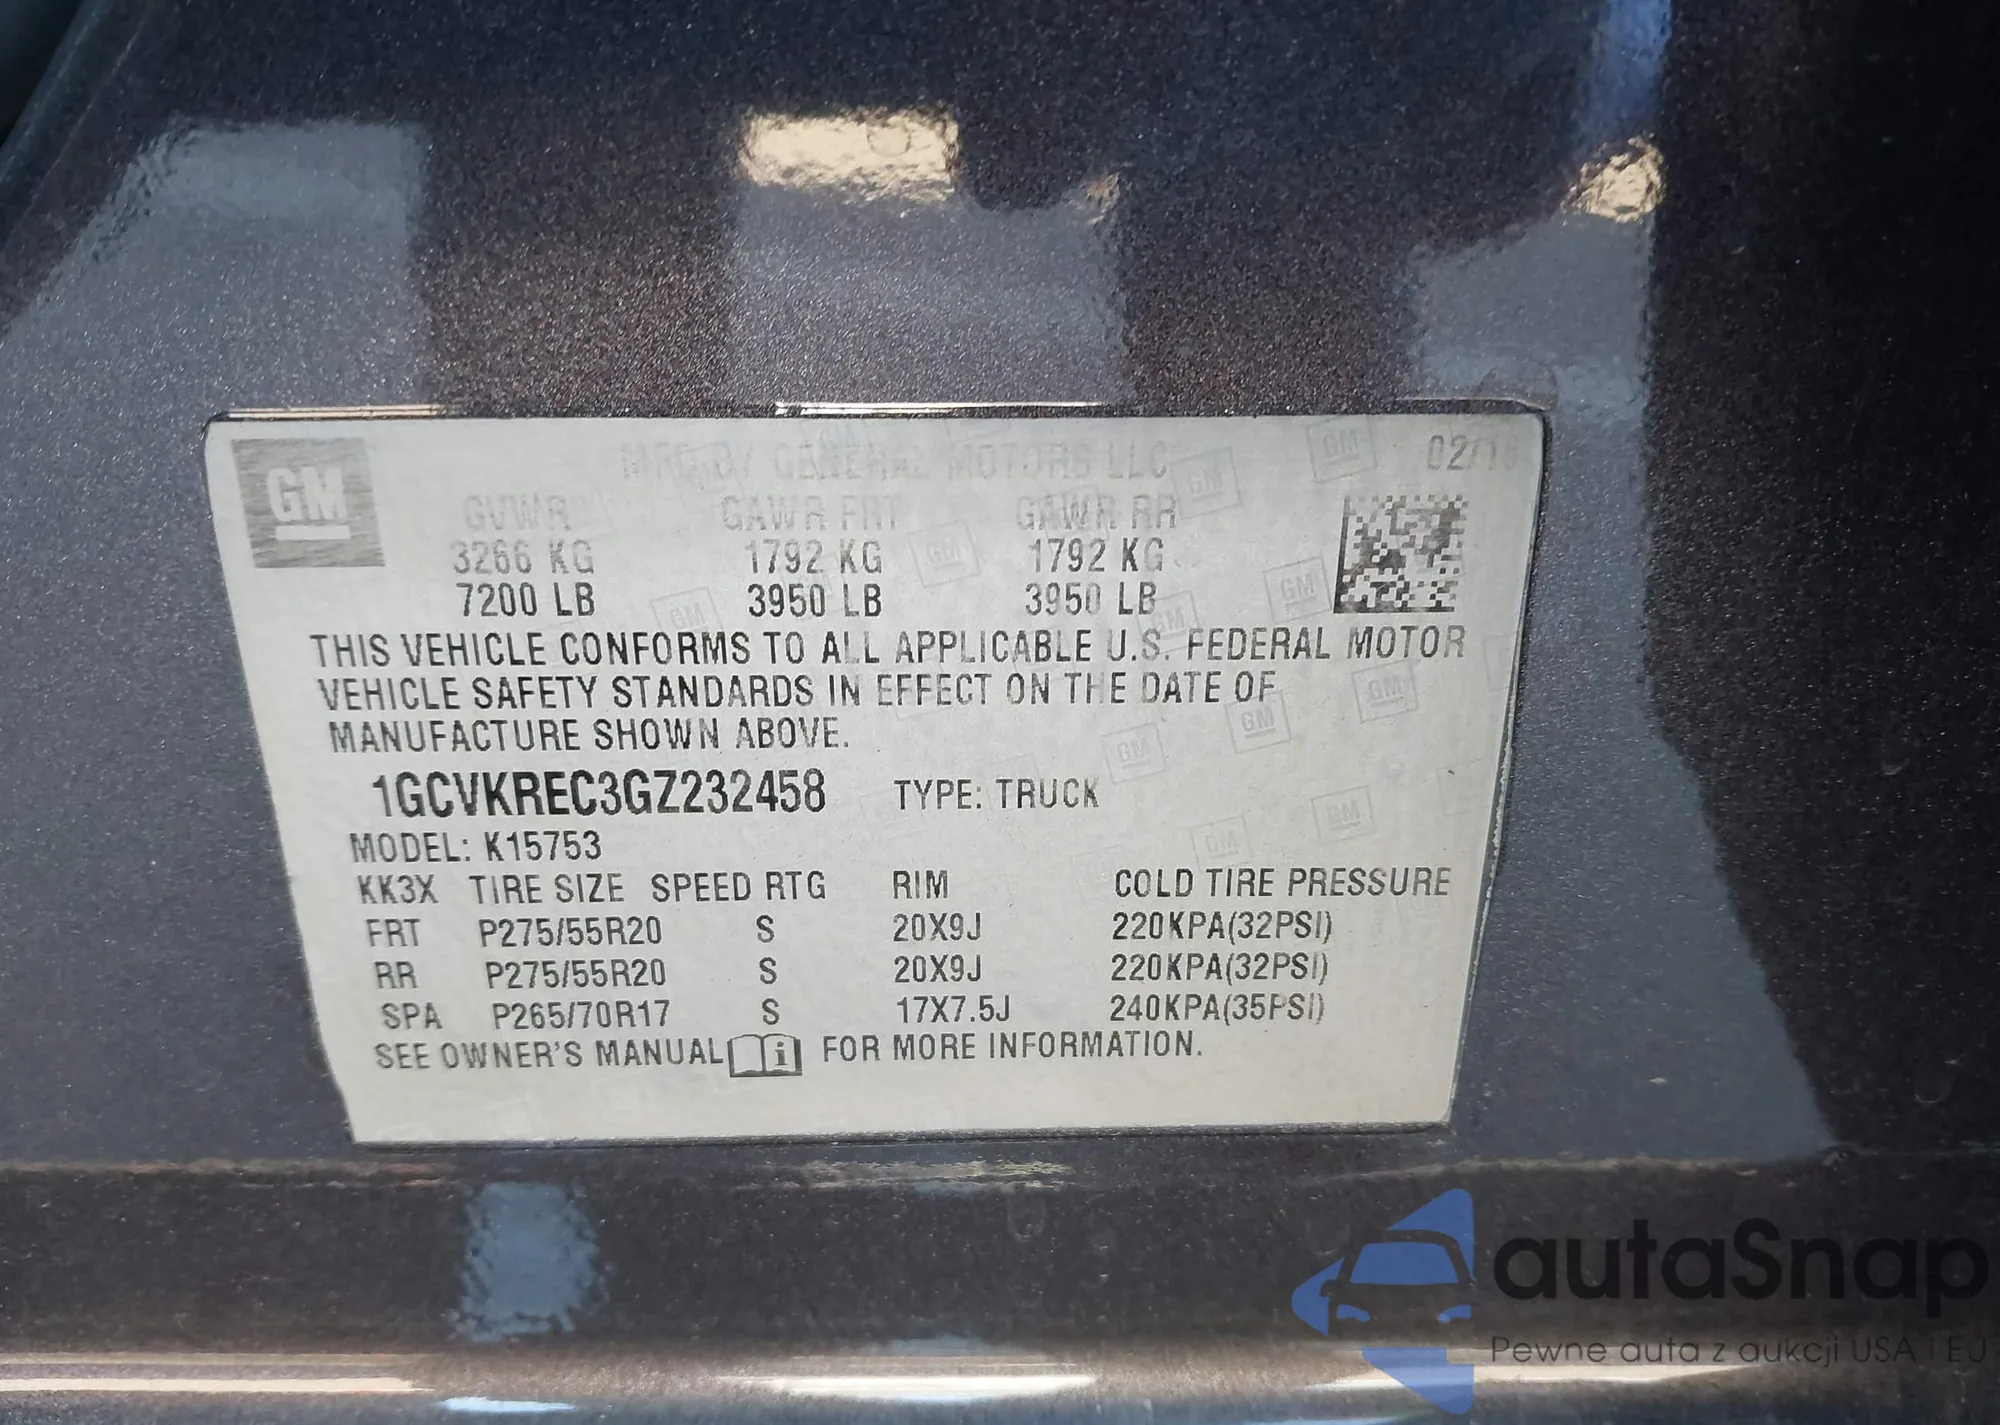 GM
MFD BY GENERAL MOTORS LLC
02/16
GVWR GAWR FRT GAWR RR
3266 KG 1792 KG 1792 KG
7200 LB 3950 LB 3950 LB
THIS VEHICLE CONFORMS TO ALL APPLICABLE U.S. FEDERAL MOTOR
VEHICLE SAFETY STANDARDS IN EFFECT ON THE DATE OF
MANUFACTURE SHOWN ABOVE.
1GCVKREC3GZ232458 TYPE: TRUCK
MODEL: K15753
KK3X TIRE SIZE SPEED RTG RIM COLD TIRE PRESSURE
FRT P275/55R20 S 20X9J 220KPA(32PSI)
RR P275/55R20 S 20X9J 220KPA(32PSI)
SPA P265/70R17 S 17X7.5J 240KPA(35PSI)
SEE OWNER'S MANUAL i FOR MORE INFORMATION.
autaSnap
Pewne auta z aukcji USA i EU